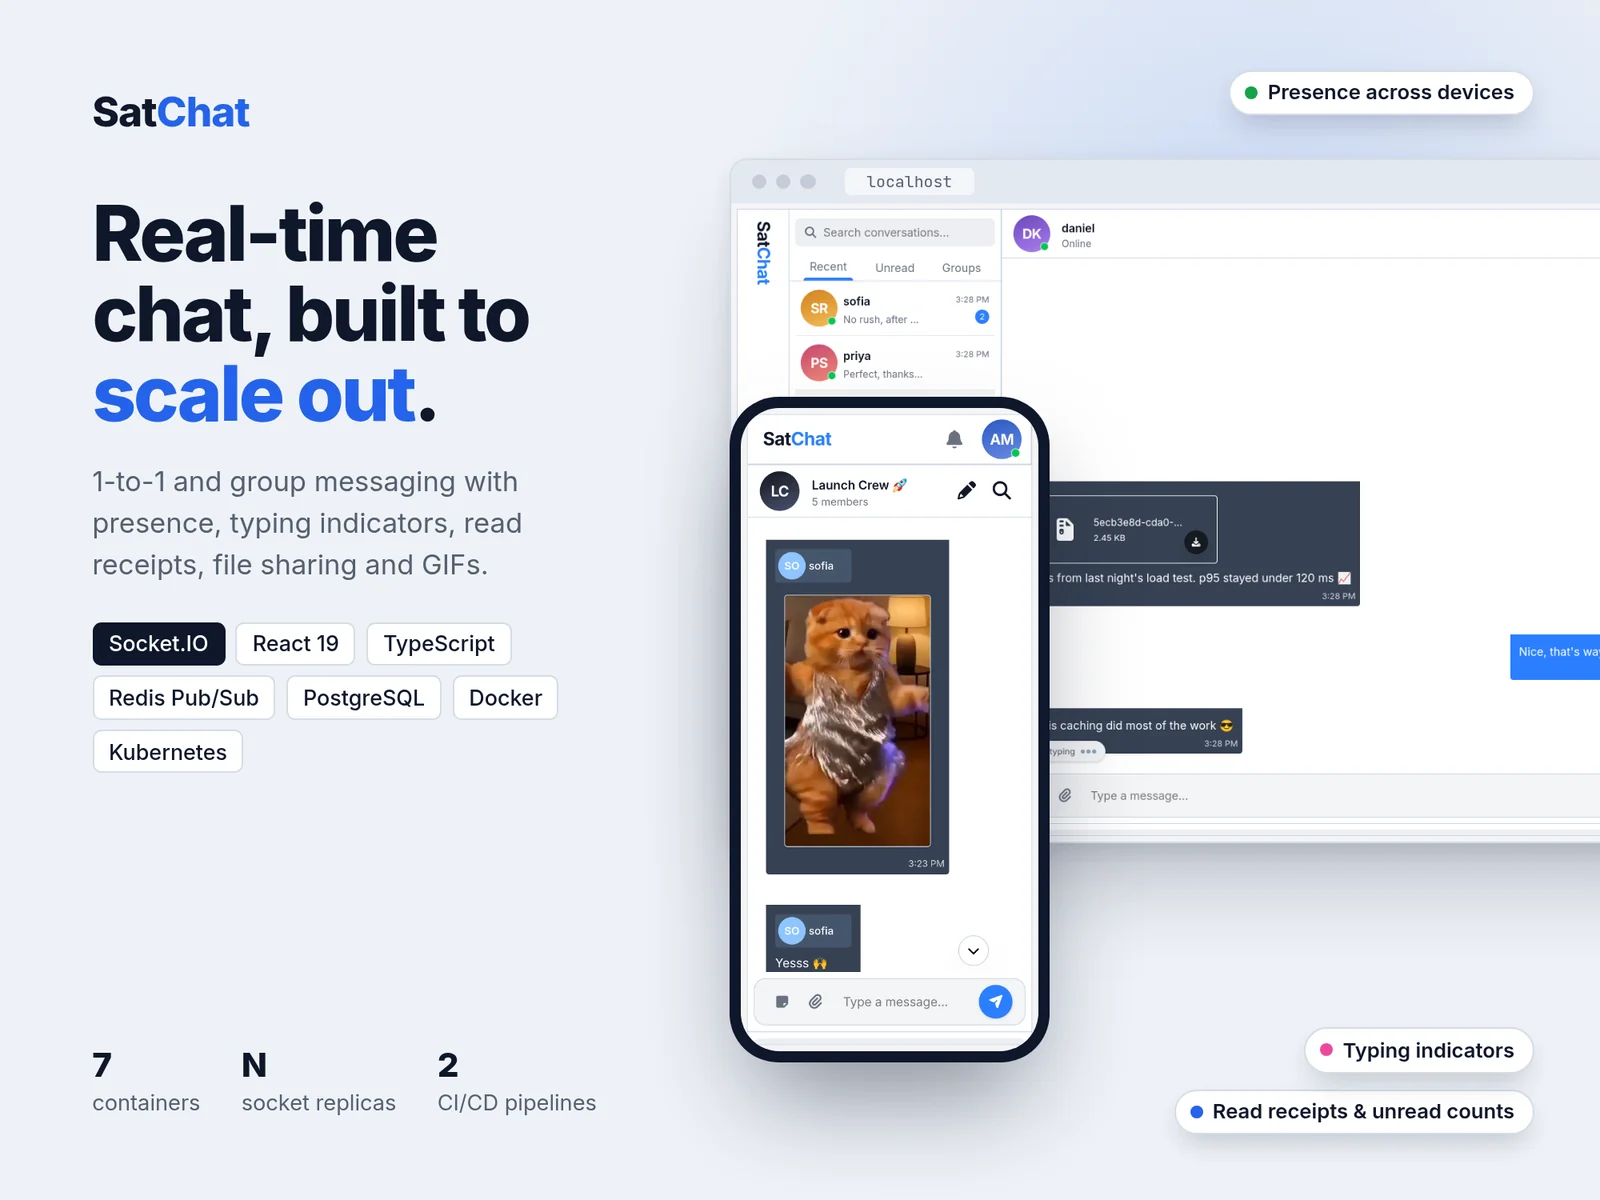 SatChat
Real-time
chat, built to
scale out.
1-to-1 and group messaging with
presence, typing indicators, read
receipts, file sharing and GIFs.
Socket.IO
React 19
TypeScript
Redis Pub/Sub
PostgreSQL
Docker
Kubernetes
7
containers
N
socket replicas
2
CI/CD pipelines
Presence across devices
localhost
SatChat
Search conversations...
Recent
Unread
Groups
SR
sofia
3:28 PM
No rush, after ...
2
PS
priya
3:28 PM
Perfect, thanks...
DK
daniel
Online
5ecb3e8d-cda0-...
2.45 KB
s from last night's load test. p95 stayed under 120 ms 📈
3:28 PM
Nice, that's way
is caching did most of the work 😎
3:28 PM
typing
Type a message...
SatChat
AM
LC
Launch Crew 🚀
5 members
SO
sofia
3:23 PM
SO
sofia
Yesss 🙌
Type a message...
Typing indicators
Read receipts & unread counts